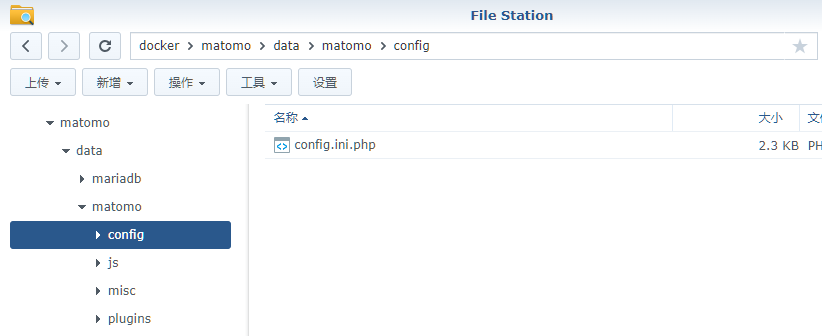 File Station
docker matomo data matomo config
上传 新增 操作 工具 设置
matomo
data
mariadb
matomo
config
js
misc
plugins
名称 大小
config.ini.php 2.3 KB PH